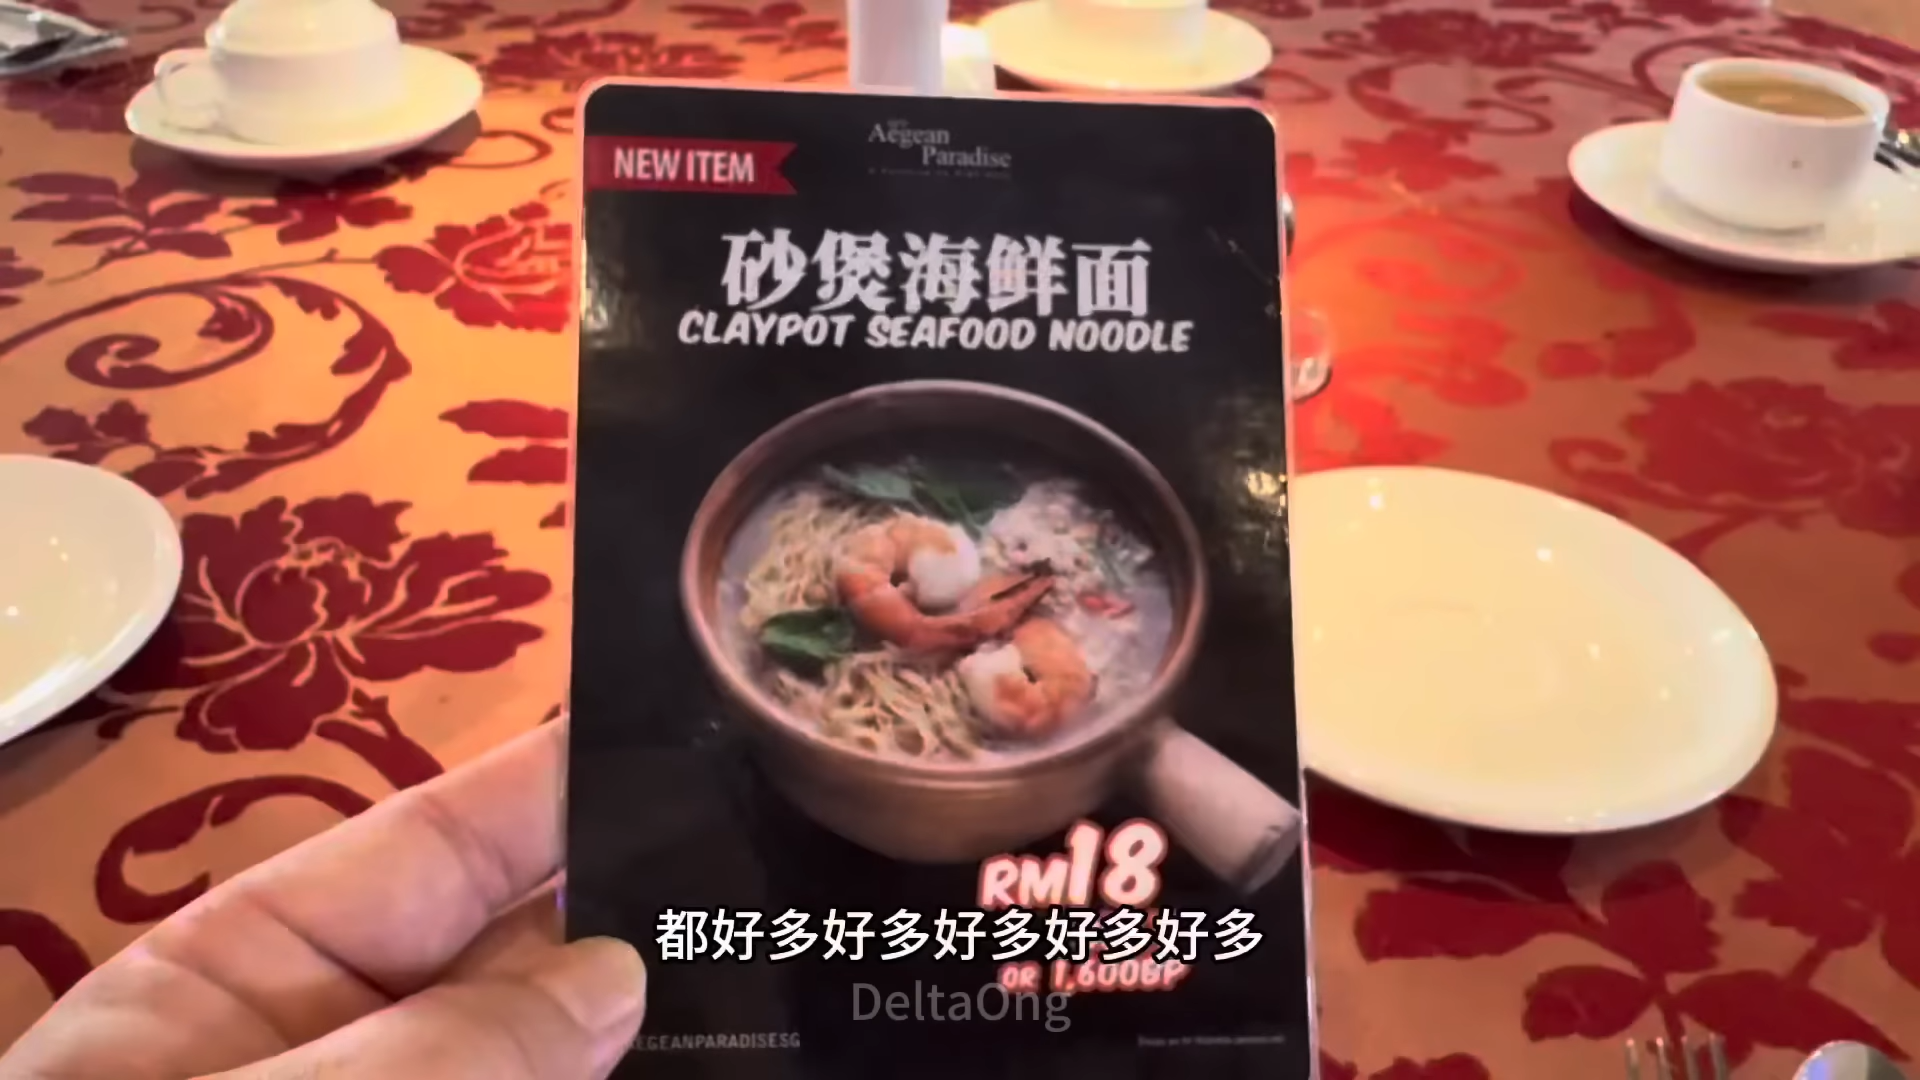 Aegean
Paradise
NEW ITEM
砂煲海鲜面
CLAYPOT SEAFOOD NOODLE
RM18
都好多好多好多好多好多
OR 1,600BP
DeltaOng
AEGEANPARADISESG